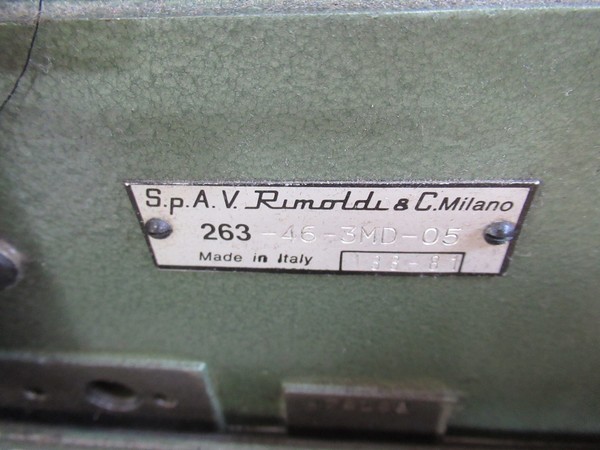 S.p.A. V. Rimoldi & C. Milano
263-46-3MD-05
Made in Italy